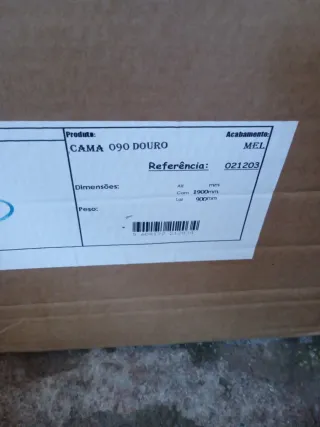 Produto: Acabamento:
CAMA 090 DOURO MEL
Referência: 021203
Dimensões: Alt mm
Com 1900mm
Lar 900mm
Peso: